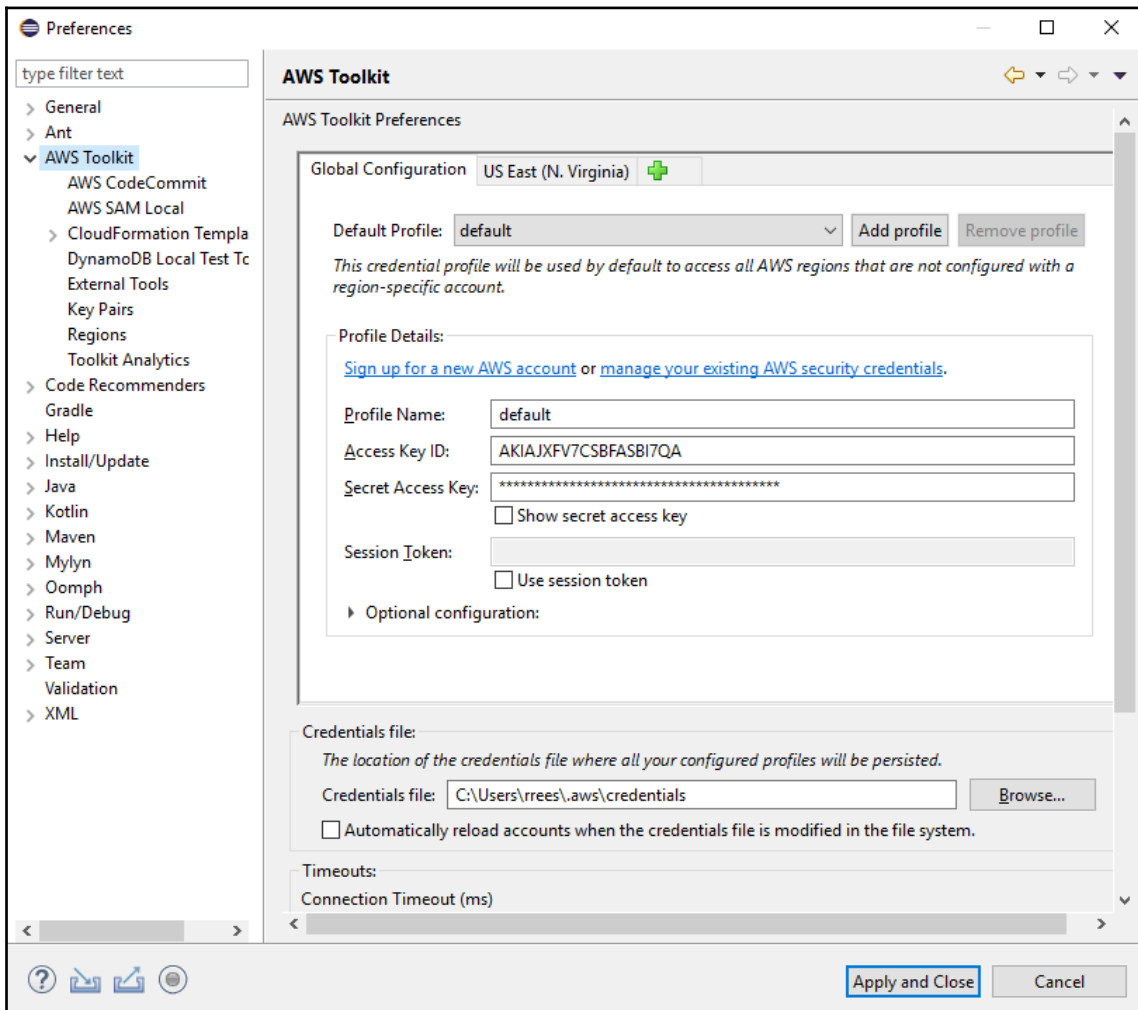 Preferences
type filter text
General
Ant
AWS Toolkit
AWS CodeCommit
AWS SAM Local
CloudFormation Templa
DynamoDB Local Test Tc
External Tools
Key Pairs
Regions
Toolkit Analytics
Code Recommenders
Gradle
Help
Install/Update
Java
Kotlin
Maven
Mylyn
Oomph
Run/Debug
Server
Team
Validation
XML
AWS Toolkit
AWS Toolkit Preferences
Global Configuration US East (N. Virginia)
Default Profile: default Add profile Remove profile
This credential profile will be used by default to access all AWS regions that are not configured with a
region-specific account.
Profile Details:
Sign up for a new AWS account or manage your existing AWS security credentials.
Profile Name: default
Access Key ID: AKIAJXFV7CSBFASBI7QA
Secret Access Key: ****************************************
Show secret access key
Session Token:
Use session token
Optional configuration:
Credentials file:
The location of the credentials file where all your configured profiles will be persisted.
Credentials file: C:\Users\rrees\.aws\credentials Browse...
Automatically reload accounts when the credentials file is modified in the file system.
Timeouts:
Connection Timeout (ms)
Apply and Close Cancel